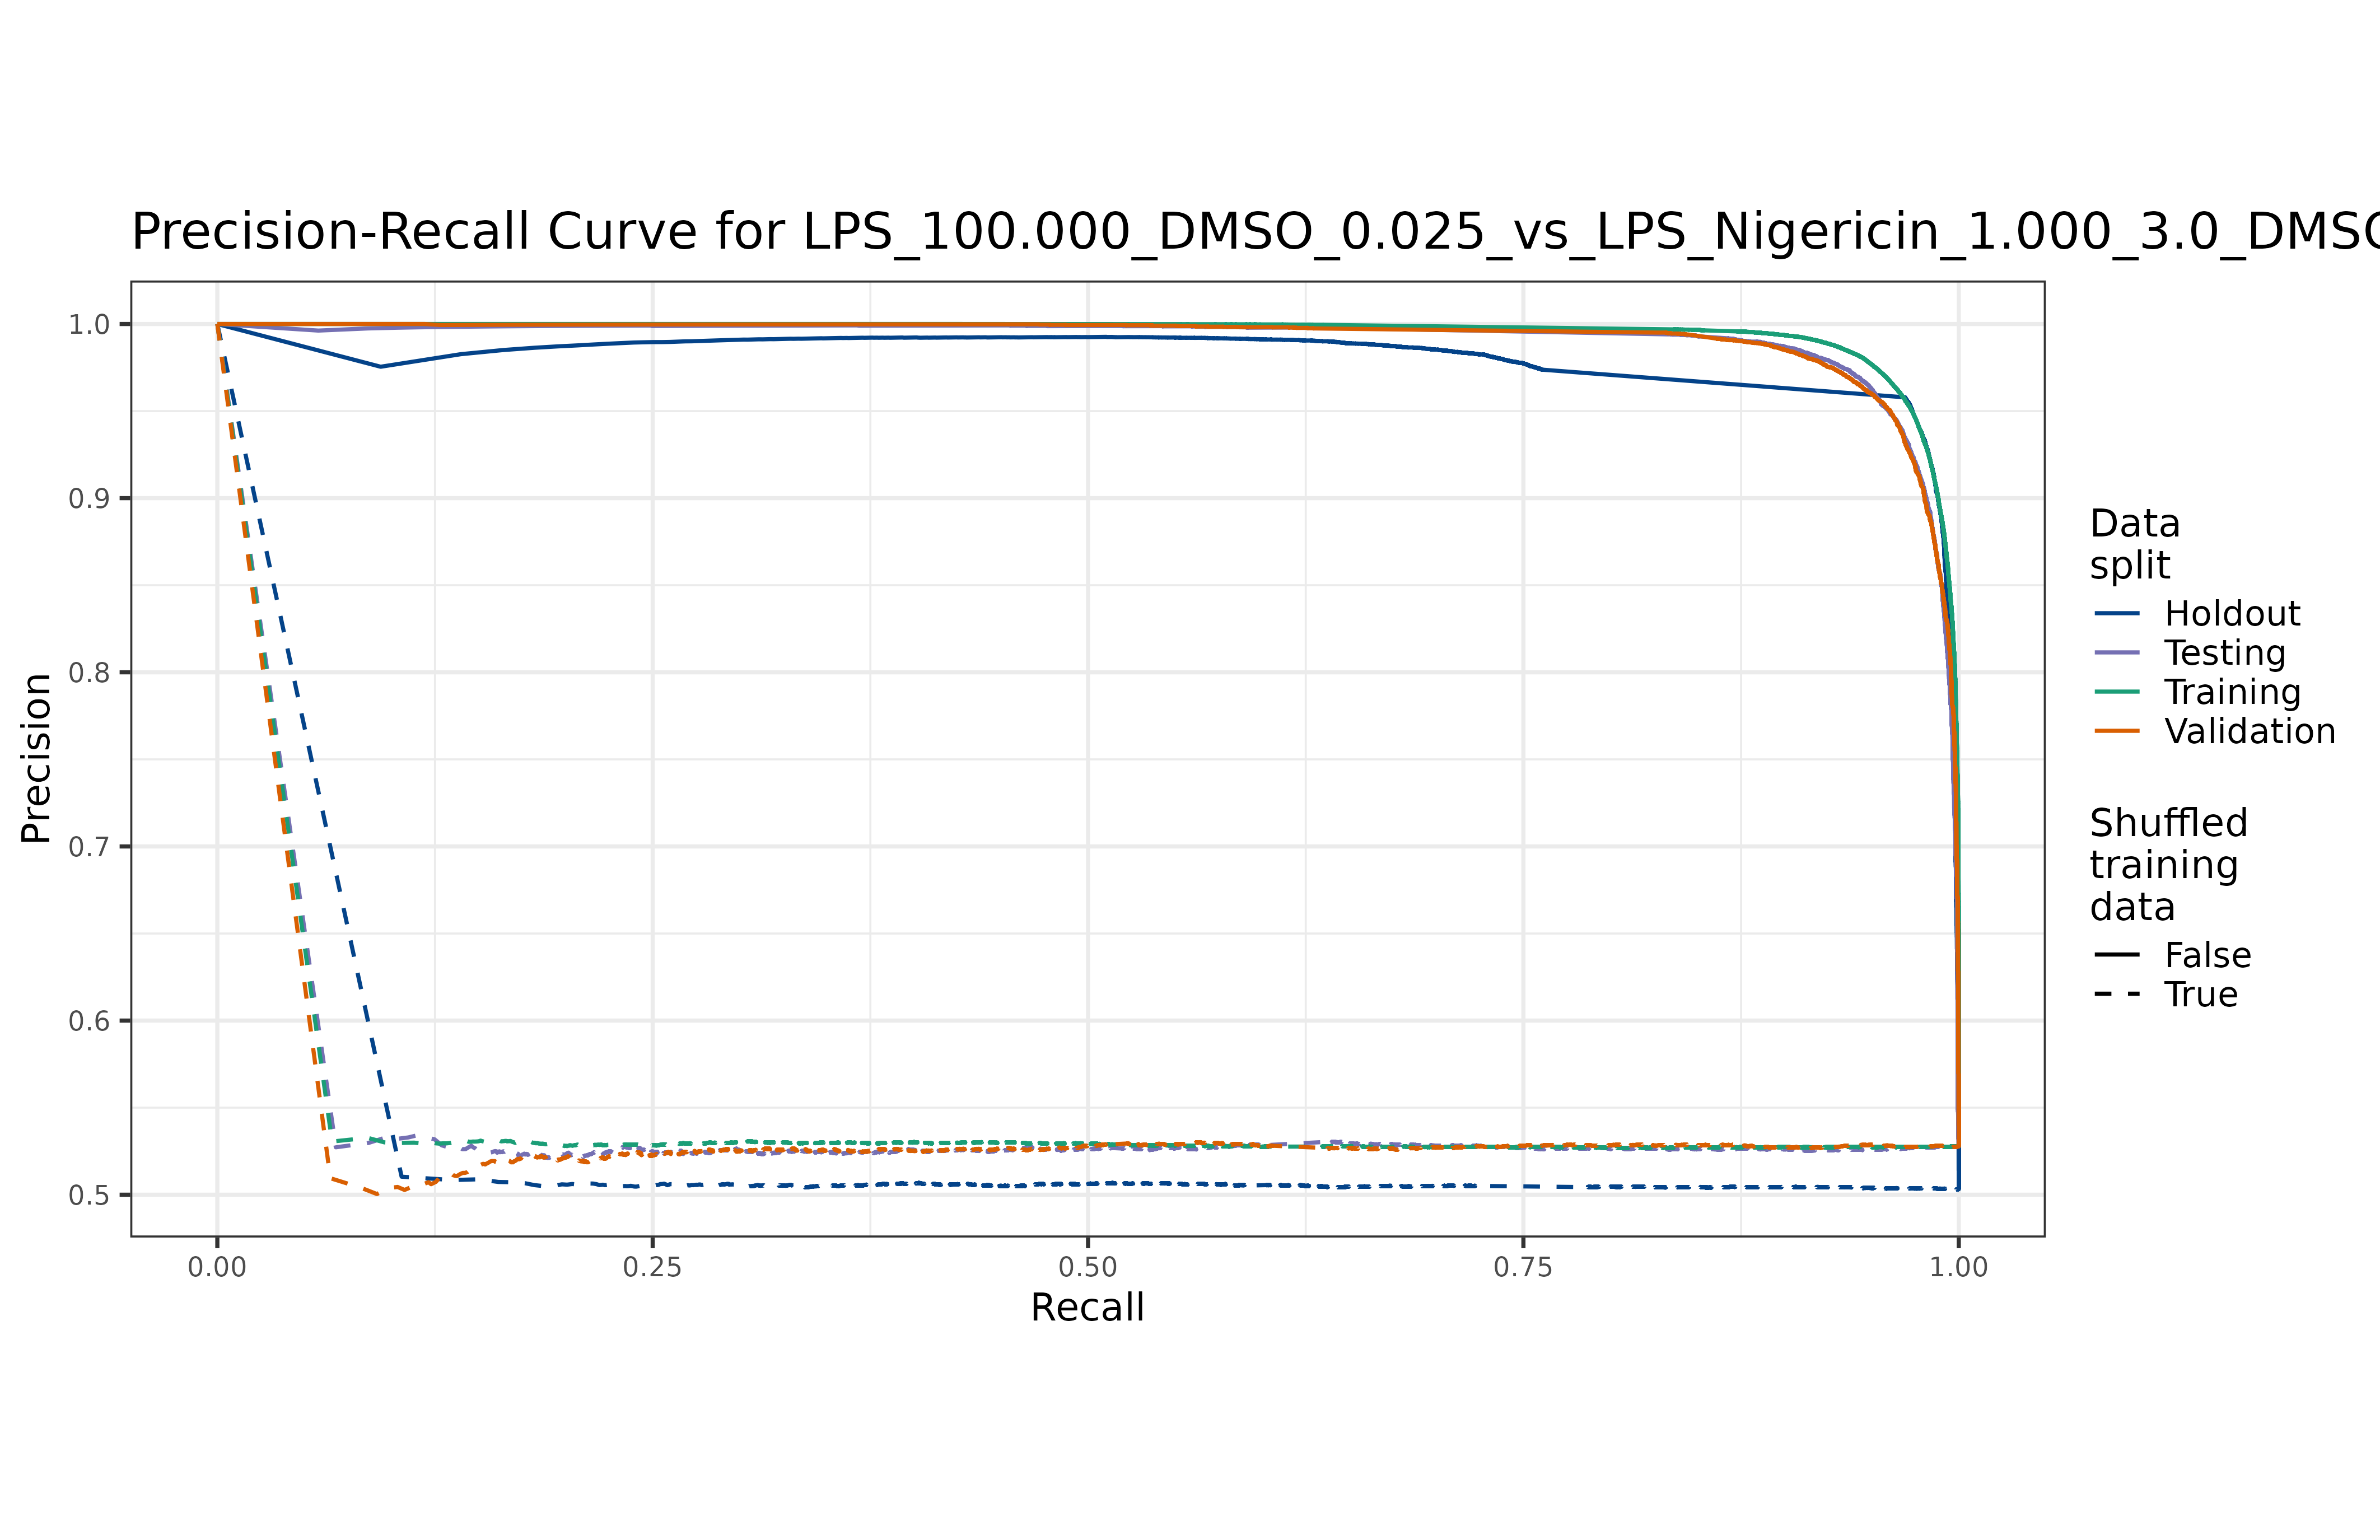 Precision-Recall Curve for LPS_100.000_DMSO_0.025_vs_LPS_Nigericin_1.000_3.0_DMSO
Precision
1.0
0.9
0.8
0.7
0.6
0.5
0.00
0.25
0.50
0.75
1.00
Recall
Data
split
Holdout
Testing
Training
Validation
Shuffled
training
data
False
True